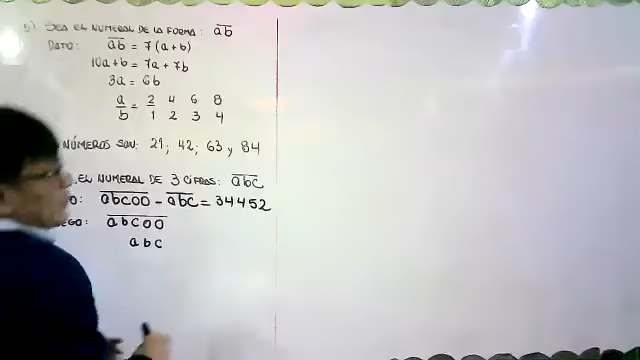 5) SEA EL NUMERAL DE LA FORMA: ab
DATO: ab = 7(a+b)
10a+b = 7a + 7b
3a = 6b
a/b = 2/1 4/2 6/3 8/4
NÚMEROS SON: 21; 42; 63 y 84
EL NUMERAL DE 3 CIFRAS: abc
abc00 - abc = 34452
abc00
abc